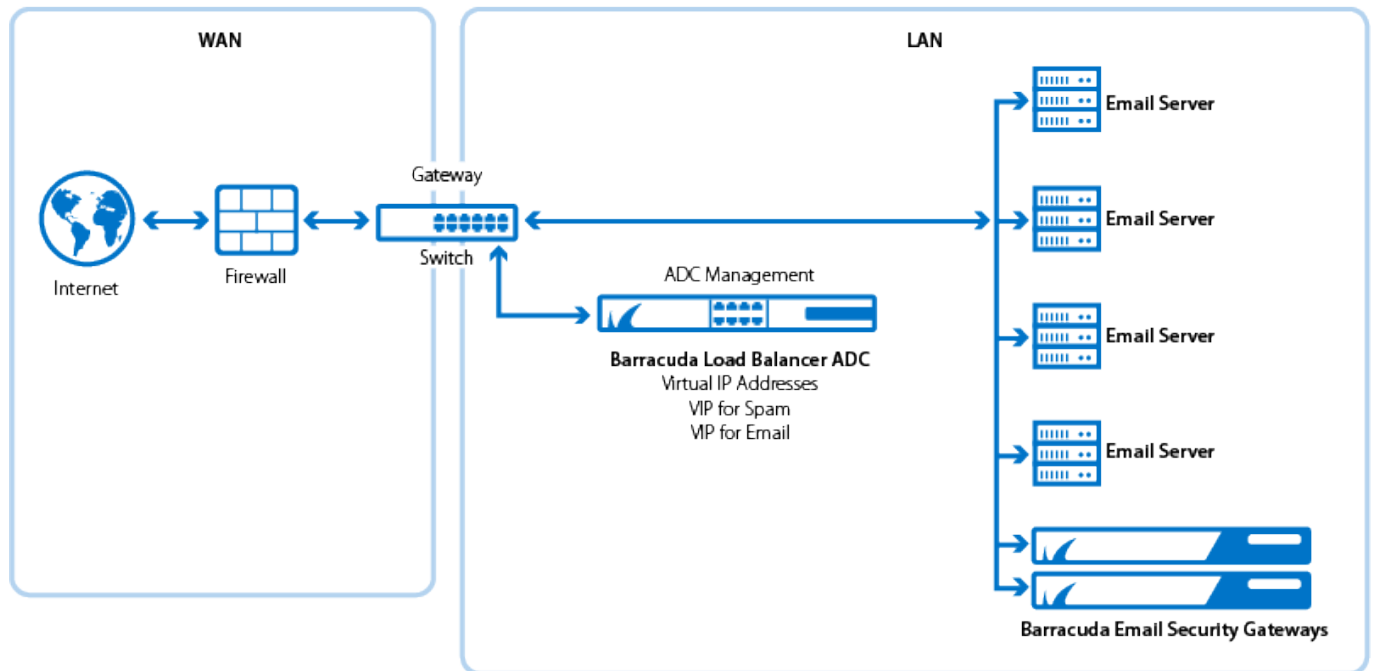 WAN
LAN
Email Server
Email Server
Gateway
Switch
Firewall
Internet
ADC Management
Barracuda Load Balancer ADC
Virtual IP Addresses
VIP for Spam
VIP for Email
Email Server
Email Server
Barracuda Email Security Gateways